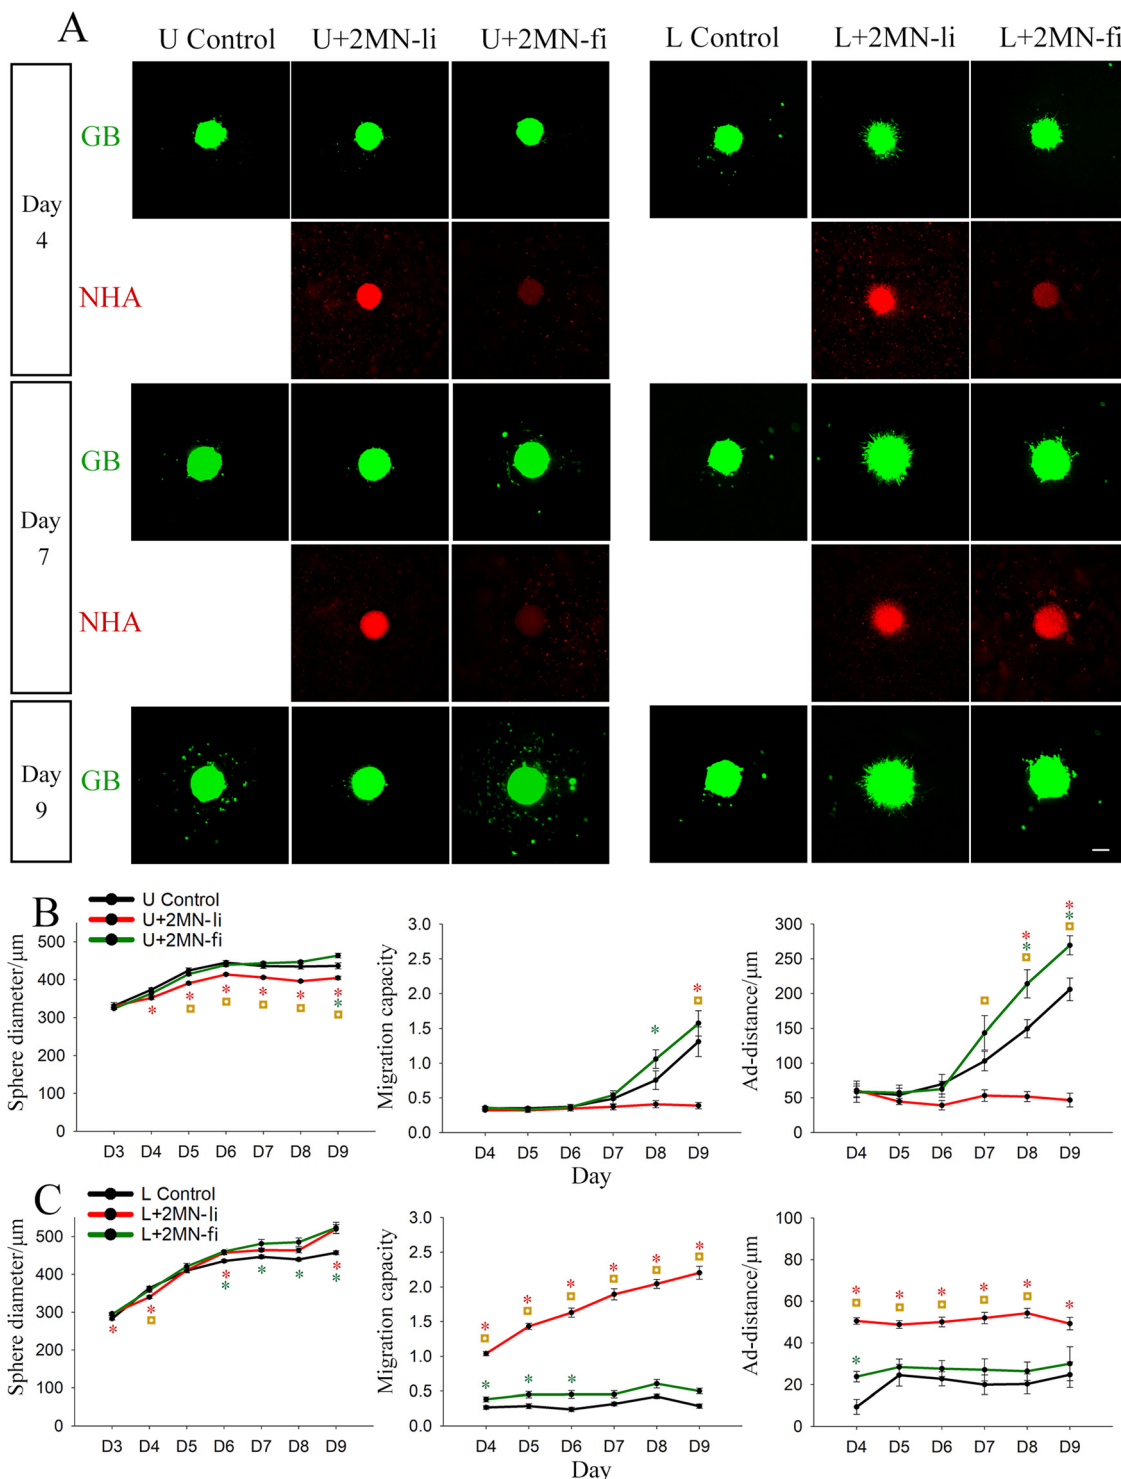 A
U Control U+2MN-li U+2MN-fi L Control L+2MN-li L+2MN-fi
Day
4
GB
NHA
Day
7
GB
NHA
Day
9
GB
B
U Control
U+2MN-li
U+2MN-fi
Sphere diameter/µm
500
400
300
200
100
0
D3 D4 D5 D6 D7 D8 D9
* * * * * *
*
Migration capacity
3.0
2.5
2.0
1.5
1.0
0.5
0.0
D4 D5 D6 D7 D8 D9
* *
Day
Ad-distance/µm
300
250
200
150
100
50
0
D4 D5 D6 D7 D8 D9
* *
* *
C
L Control
L+2MN-li
L+2MN-fi
Sphere diameter/µm
500
400
300
200
100
0
D3 D4 D5 D6 D7 D8 D9
* * * * * *
* *
Migration capacity
3.0
2.5
2.0
1.5
1.0
0.5
0.0
D4 D5 D6 D7 D8 D9
* * * * * *
* * *
Day
Ad-distance/µm
100
80
60
40
20
0
D4 D5 D6 D7 D8 D9
* * * * * *
*